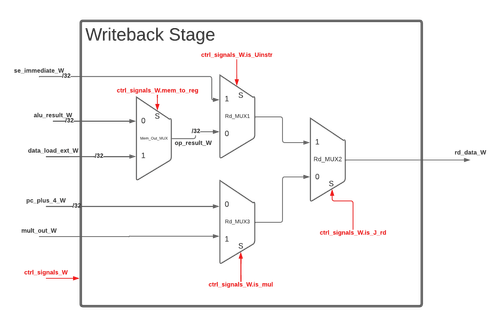 Writeback Stage
ctrl_signals_W.is_Uinstr
se_immediate_W
/32
ctrl_signals_W.mem_to_reg
S
1
Rd_MUX1
0
alu_result_W
/32
S
0
Mem_Out_MUX
1
/32
op_result_W
data_load_ext_W
/32
1
Rd_MUX2
0
S
rd_data_W
pc_plus_4_W
/32
0
Rd_MUX3
1
S
mult_out_W
ctrl_signals_W.is_J_rd
ctrl_signals_W
ctrl_signals_W.is_mul